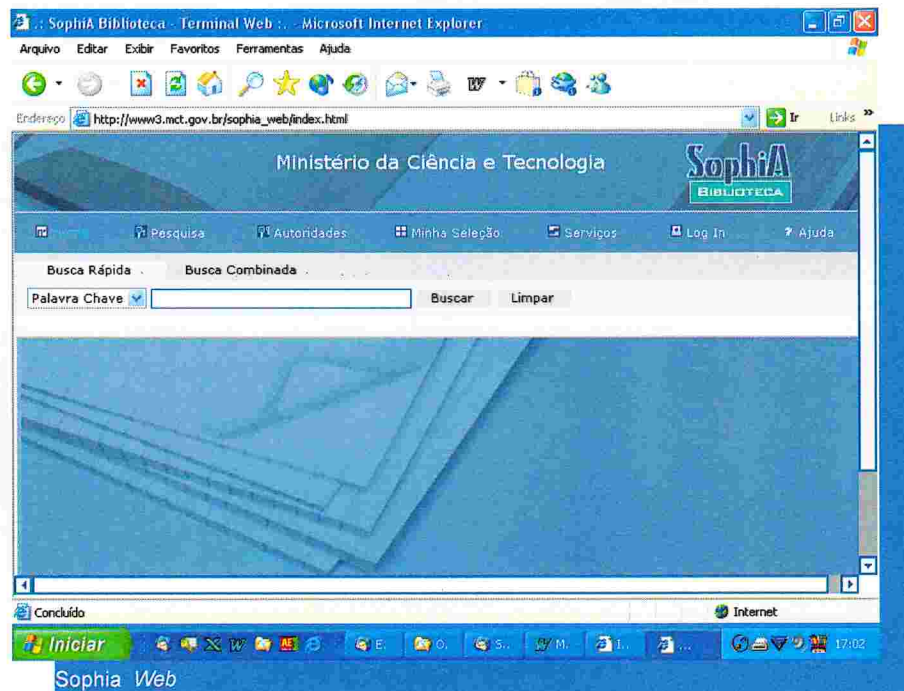 .: SophiA Biblioteca - Terminal Web :. - Microsoft Internet Explorer
Arquivo Editar Exibir Favoritos Ferramentas Ajuda
Endereço http://www3.mct.gov.br/sophia_web/index.html Ir Links »
Ministério da Ciência e Tecnologia SophiA
BIBLIOTECA
Pesquisa Autoridades Minha Seleção Serviços Log In ? Ajuda
Busca Rápida Busca Combinada
Palavra Chave Buscar Limpar
Concluído Internet
Iniciar E. O. S.. M. I.. ... 17:02
Sophia Web